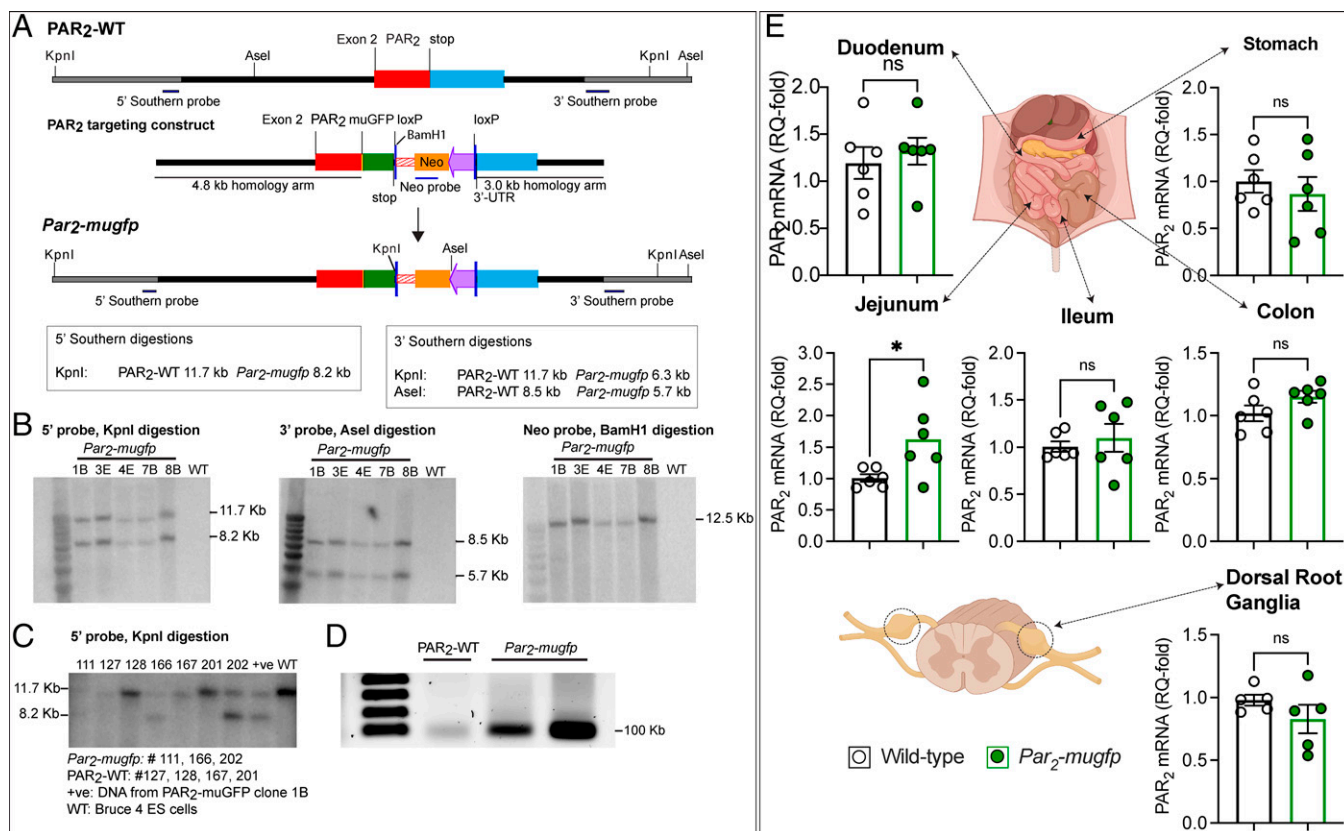 A
PAR2-WT
KpnI
AseI
Exon 2 PAR2 stop
KpnI AseI
5' Southern probe
3' Southern probe
PAR2 targeting construct
Exon 2 PAR2 muGFP loxP
loxP
BamH1
Neo
4.8 kb homology arm
Neo probe
3.0 kb homology arm
stop
3'-UTR
Par2-mugfp
KpnI
AseI
KpnI AseI
5' Southern probe
3' Southern probe
5' Southern digestions
KpnI: PAR2-WT 11.7 kb Par2-mugfp 8.2 kb
3' Southern digestions
KpnI: PAR2-WT 11.7 kb Par2-mugfp 6.3 kb
AseI: PAR2-WT 8.5 kb Par2-mugfp 5.7 kb
B
5' probe, KpnI digestion
Par2-mugfp
1B 3E 4E 7B 8B WT
11.7 Kb
8.2 Kb
3' probe, AseI digestion
Par2-mugfp
1B 3E 4E 7B 8B WT
8.5 Kb
5.7 Kb
Neo probe, BamH1 digestion
Par2-mugfp
1B 3E 4E 7B 8B WT
12.5 Kb
C
5' probe, KpnI digestion
111 127 128 166 167 201 202 +ve WT
11.7 Kb
8.2 Kb
Par2-mugfp: # 111, 166, 202
PAR2-WT: #127, 128, 167, 201
+ve: DNA from PAR2-muGFP clone 1B
WT: Bruce 4 ES cells
D
PAR2-WT
Par2-mugfp
100 Kb
E
Duodenum
PAR2 mRNA (RQ-fold)
2.0
1.5
1.0
0.5
0.0
ns
Stomach
PAR2 mRNA (RQ-fold)
2.0
1.5
1.0
0.5
0.0
ns
Jejunum
PAR2 mRNA (RQ-fold)
3.0
2.5
2.0
1.5
1.0
0.5
0.0
*
Ileum
PAR2 mRNA (RQ-fold)
2.0
1.5
1.0
0.5
0.0
ns
Colon
PAR2 mRNA (RQ-fold)
1.5
1.0
0.5
0.0
ns
Dorsal Root
Ganglia
PAR2 mRNA (RQ-fold)
1.5
1.0
0.5
0.0
ns
Wild-type
Par2-mugfp